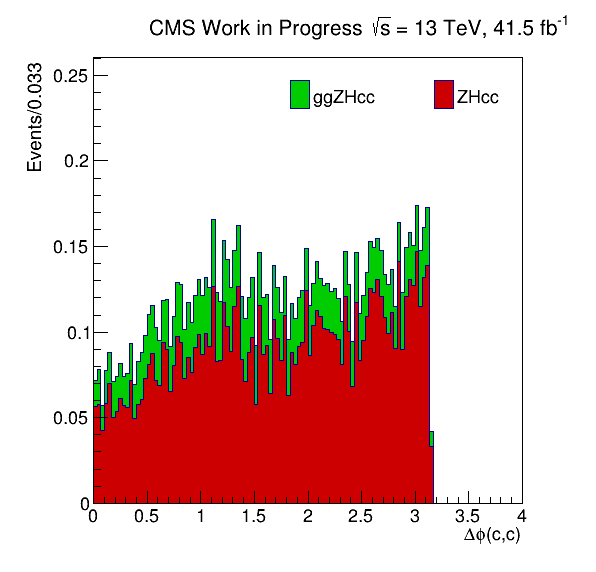 CMS Work in Progress √s = 13 TeV, 41.5 fb⁻¹
Events/0.033
0.25
0.2
0.15
0.1
0.05
0
ggZHcc ZHcc
0 0.5 1 1.5 2 2.5 3 3.5 4
Δϕ(c,c)